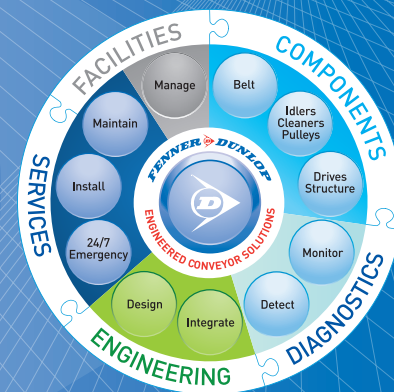 FACILITIES
COMPONENTS
DIAGNOSTICS
ENGINEERING
SERVICES
Manage
Belt
Idlers
Cleaners
Pulleys
Drives
Structure
Monitor
Detect
Integrate
Design
24/7
Emergency
Install
Maintain
FENNER DUNLOP
D
ENGINEERED CONVEYOR SOLUTIONS